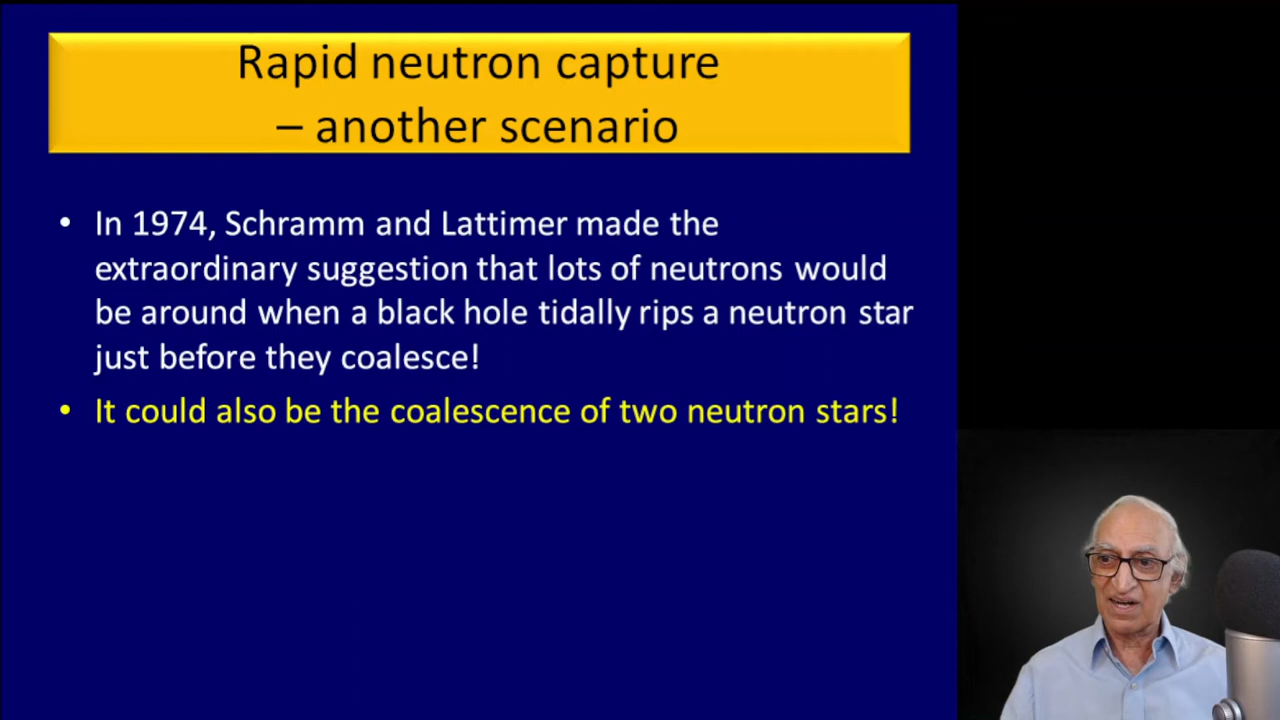 Rapid neutron capture
– another scenario
• In 1974, Schramm and Lattimer made the
extraordinary suggestion that lots of neutrons would
be around when a black hole tidally rips a neutron star
just before they coalesce!
• It could also be the coalescence of two neutron stars!